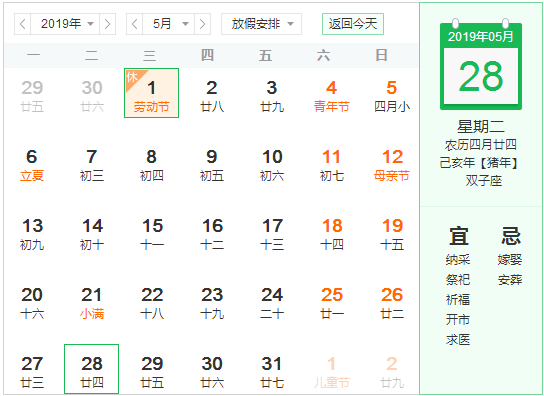 2019年 5月 放假安排 返回今天
一 二 三 四 五 六 日
29 30 休 1 2 3 4 5
廿五 廿六 劳动节 廿八 廿九 青年节 四月小
6 7 8 9 10 11 12
立夏 初三 初四 初五 初六 初七 母亲节
13 14 15 16 17 18 19
初九 初十 十一 十二 十三 十四 十五
20 21 22 23 24 25 26
十六 小满 十八 十九 二十 廿一 廿二
27 28 29 30 31 1 2
廿三 廿四 廿五 廿六 廿七 儿童节 廿九
2019年05月
28
星期二
农历四月廿四
己亥年【猪年】
双子座
宜 忌
纳采 嫁娶
祭祀 安葬
祈福
开市
求医